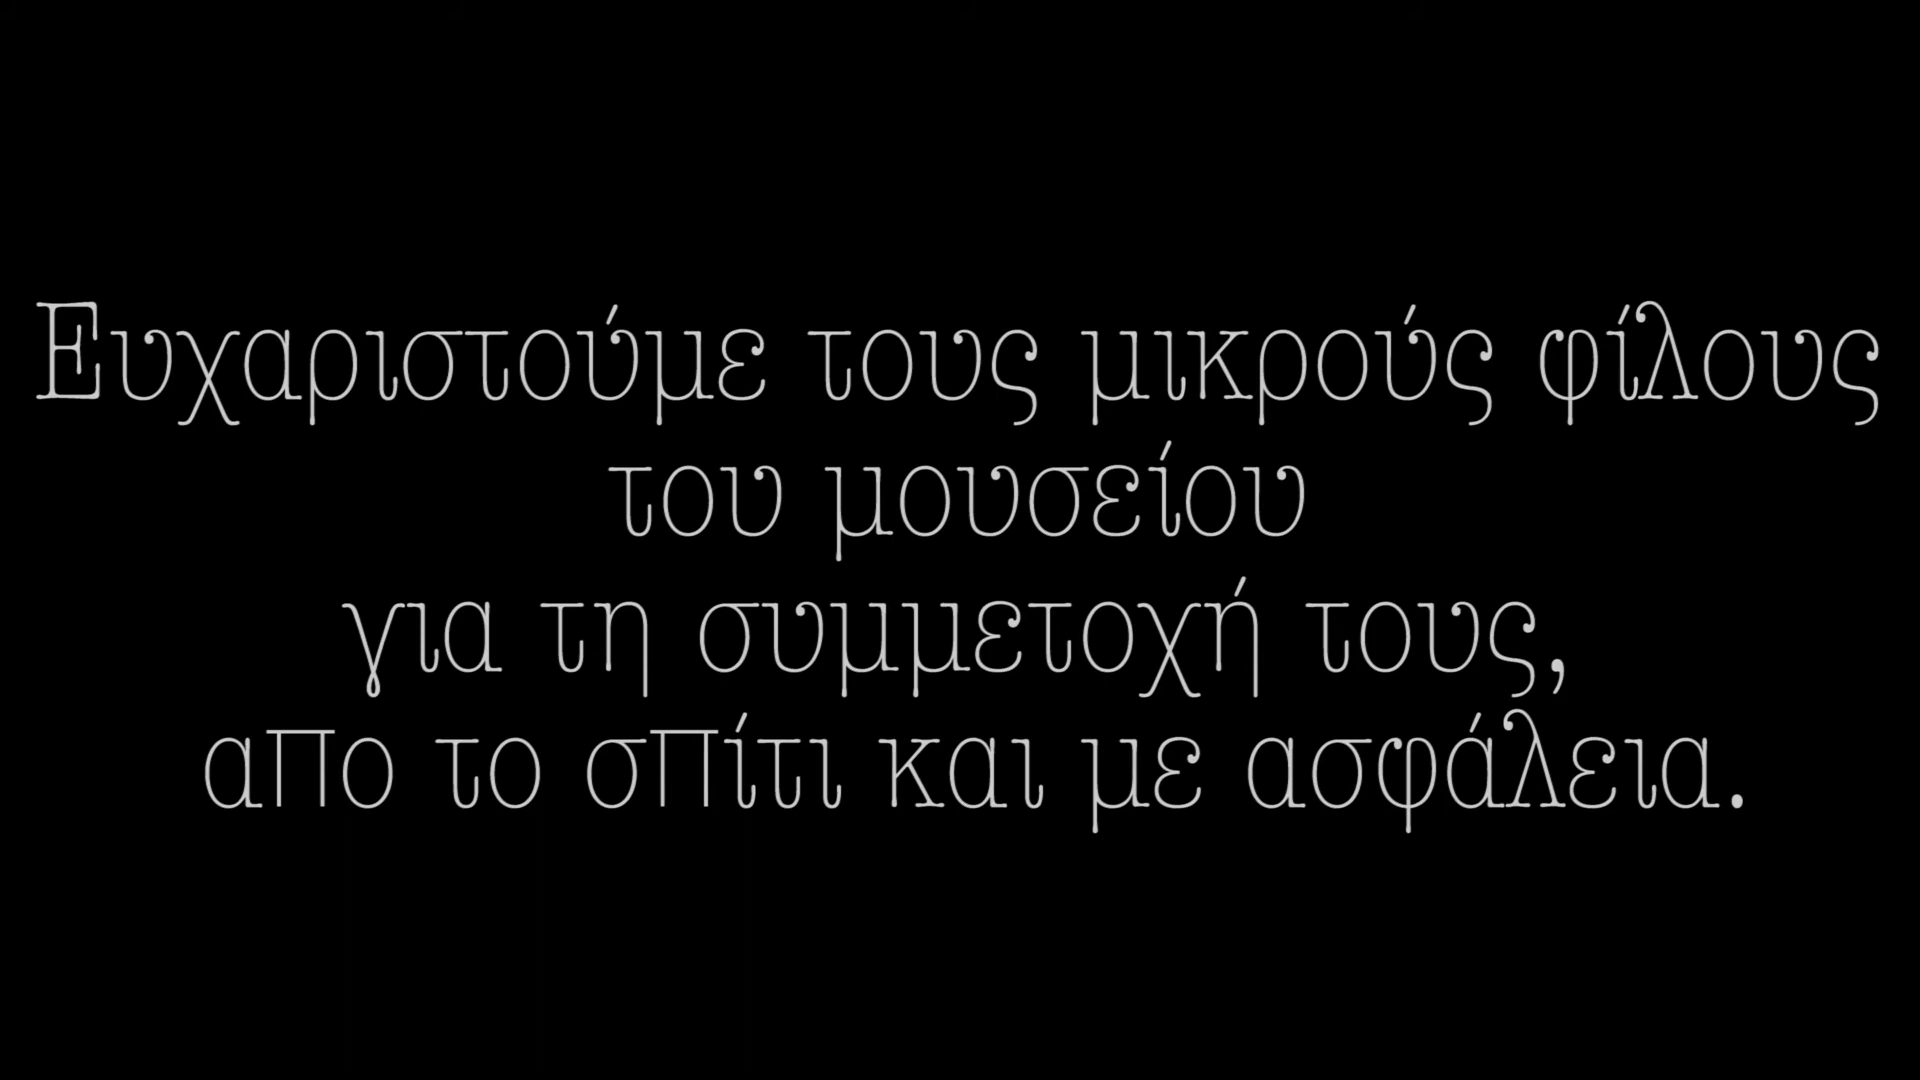 Ευχαριστούμε τους μικρούς φίλους
του μουσείου
για τη συμμετοχή τους,
απο το σπίτι και με ασφάλεια.